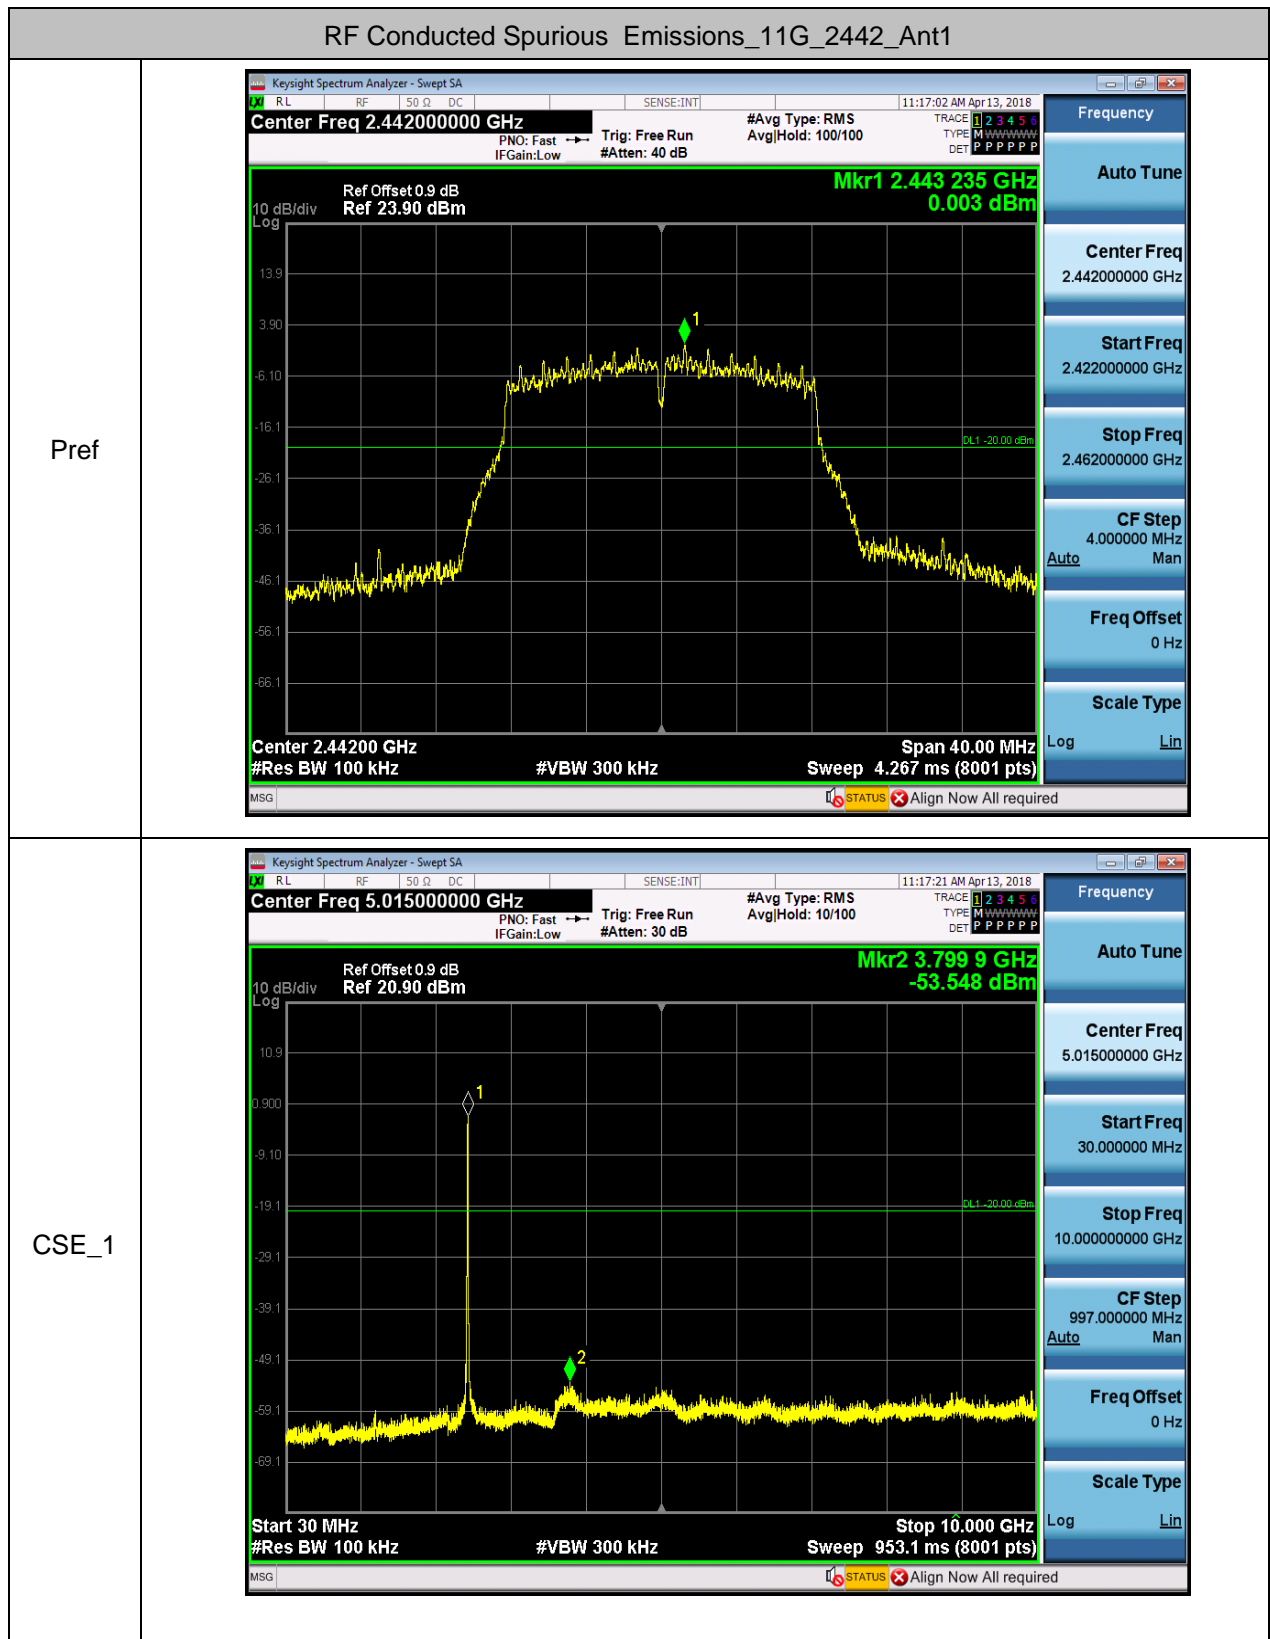 RF Conducted Spurious Emissions_11G_2442_Ant1
Pref
Keysight Spectrum Analyzer - Swept SA
LXI RL RF 50 Ω DC SENSE:INT 11:17:02 AM Apr 13, 2018
Center Freq 2.442000000 GHz
PNO: Fast
IFGain:Low
Trig: Free Run
#Atten: 40 dB
#Avg Type: RMS
Avg|Hold: 100/100
TRACE 1 2 3 4 5 6
TYPE M WWWWW
DET P P P P P P
Mkr1 2.443 235 GHz
0.003 dBm
Ref Offset 0.9 dB
10 dB/div Ref 23.90 dBm
Log
13.9
3.90
-6.10
-16.1
-26.1
-36.1
-46.1
-56.1
-66.1
1
DL1 -20.00 dBm
Center 2.44200 GHz Span 40.00 MHz
#Res BW 100 kHz #VBW 300 kHz Sweep 4.267 ms (8001 pts)
MSG STATUS Align Now All required
Frequency
Auto Tune
Center Freq
2.442000000 GHz
Start Freq
2.422000000 GHz
Stop Freq
2.462000000 GHz
CF Step
4.000000 MHz
Auto Man
Freq Offset
0 Hz
Scale Type
Log Lin
CSE_1
Keysight Spectrum Analyzer - Swept SA
LXI RL RF 50 Ω DC SENSE:INT 11:17:21 AM Apr 13, 2018
Center Freq 5.015000000 GHz
PNO: Fast
IFGain:Low
Trig: Free Run
#Atten: 30 dB
#Avg Type: RMS
Avg|Hold: 10/100
TRACE 1 2 3 4 5 6
TYPE M WWWWW
DET P P P P P P
Mkr2 3.799 9 GHz
-53.548 dBm
Ref Offset 0.9 dB
10 dB/div Ref 20.90 dBm
Log
10.9
0.900
-9.10
-19.1
-29.1
-39.1
-49.1
-59.1
-69.1
1
2
DL1 -20.00 dBm
Start 30 MHz Stop 10.000 GHz
#Res BW 100 kHz #VBW 300 kHz Sweep 953.1 ms (8001 pts)
MSG STATUS Align Now All required
Frequency
Auto Tune
Center Freq
5.015000000 GHz
Start Freq
30.000000 MHz
Stop Freq
10.000000000 GHz
CF Step
997.000000 MHz
Auto Man
Freq Offset
0 Hz
Scale Type
Log Lin